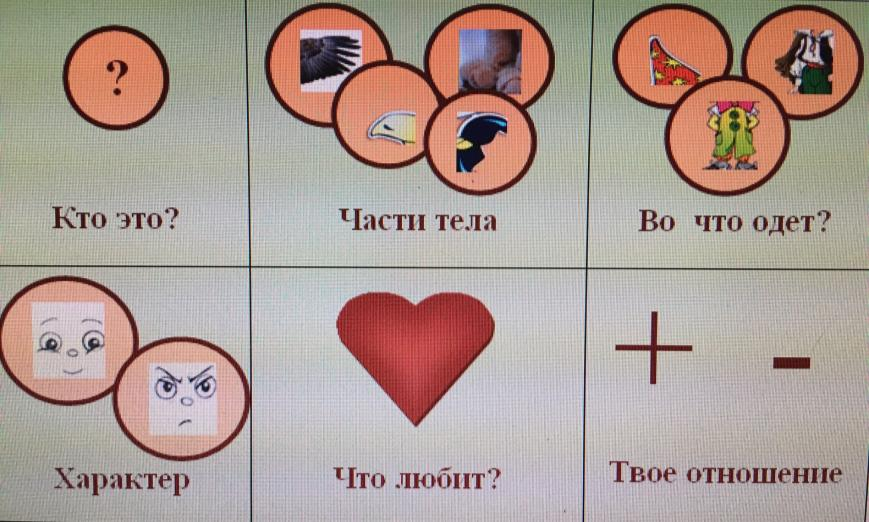 ?
Кто это?
Части тела
Во что одет?
Характер
Что любит?
Твое отношение